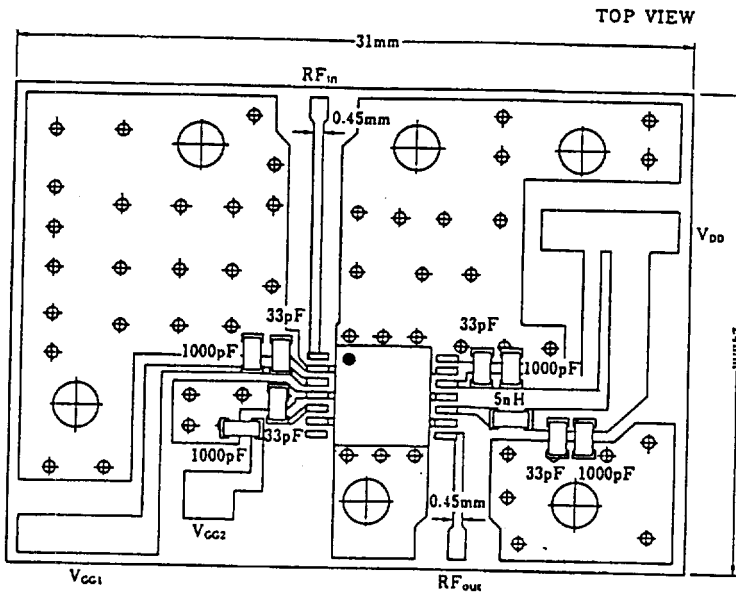 TOP VIEW
31mm
RFin
0.45mm
VDD
33pF
1000pF
33pF
1000pF
5nH
33pF
1000pF
33pF 1000pF
0.45mm
VGG2
VGG1
RFout